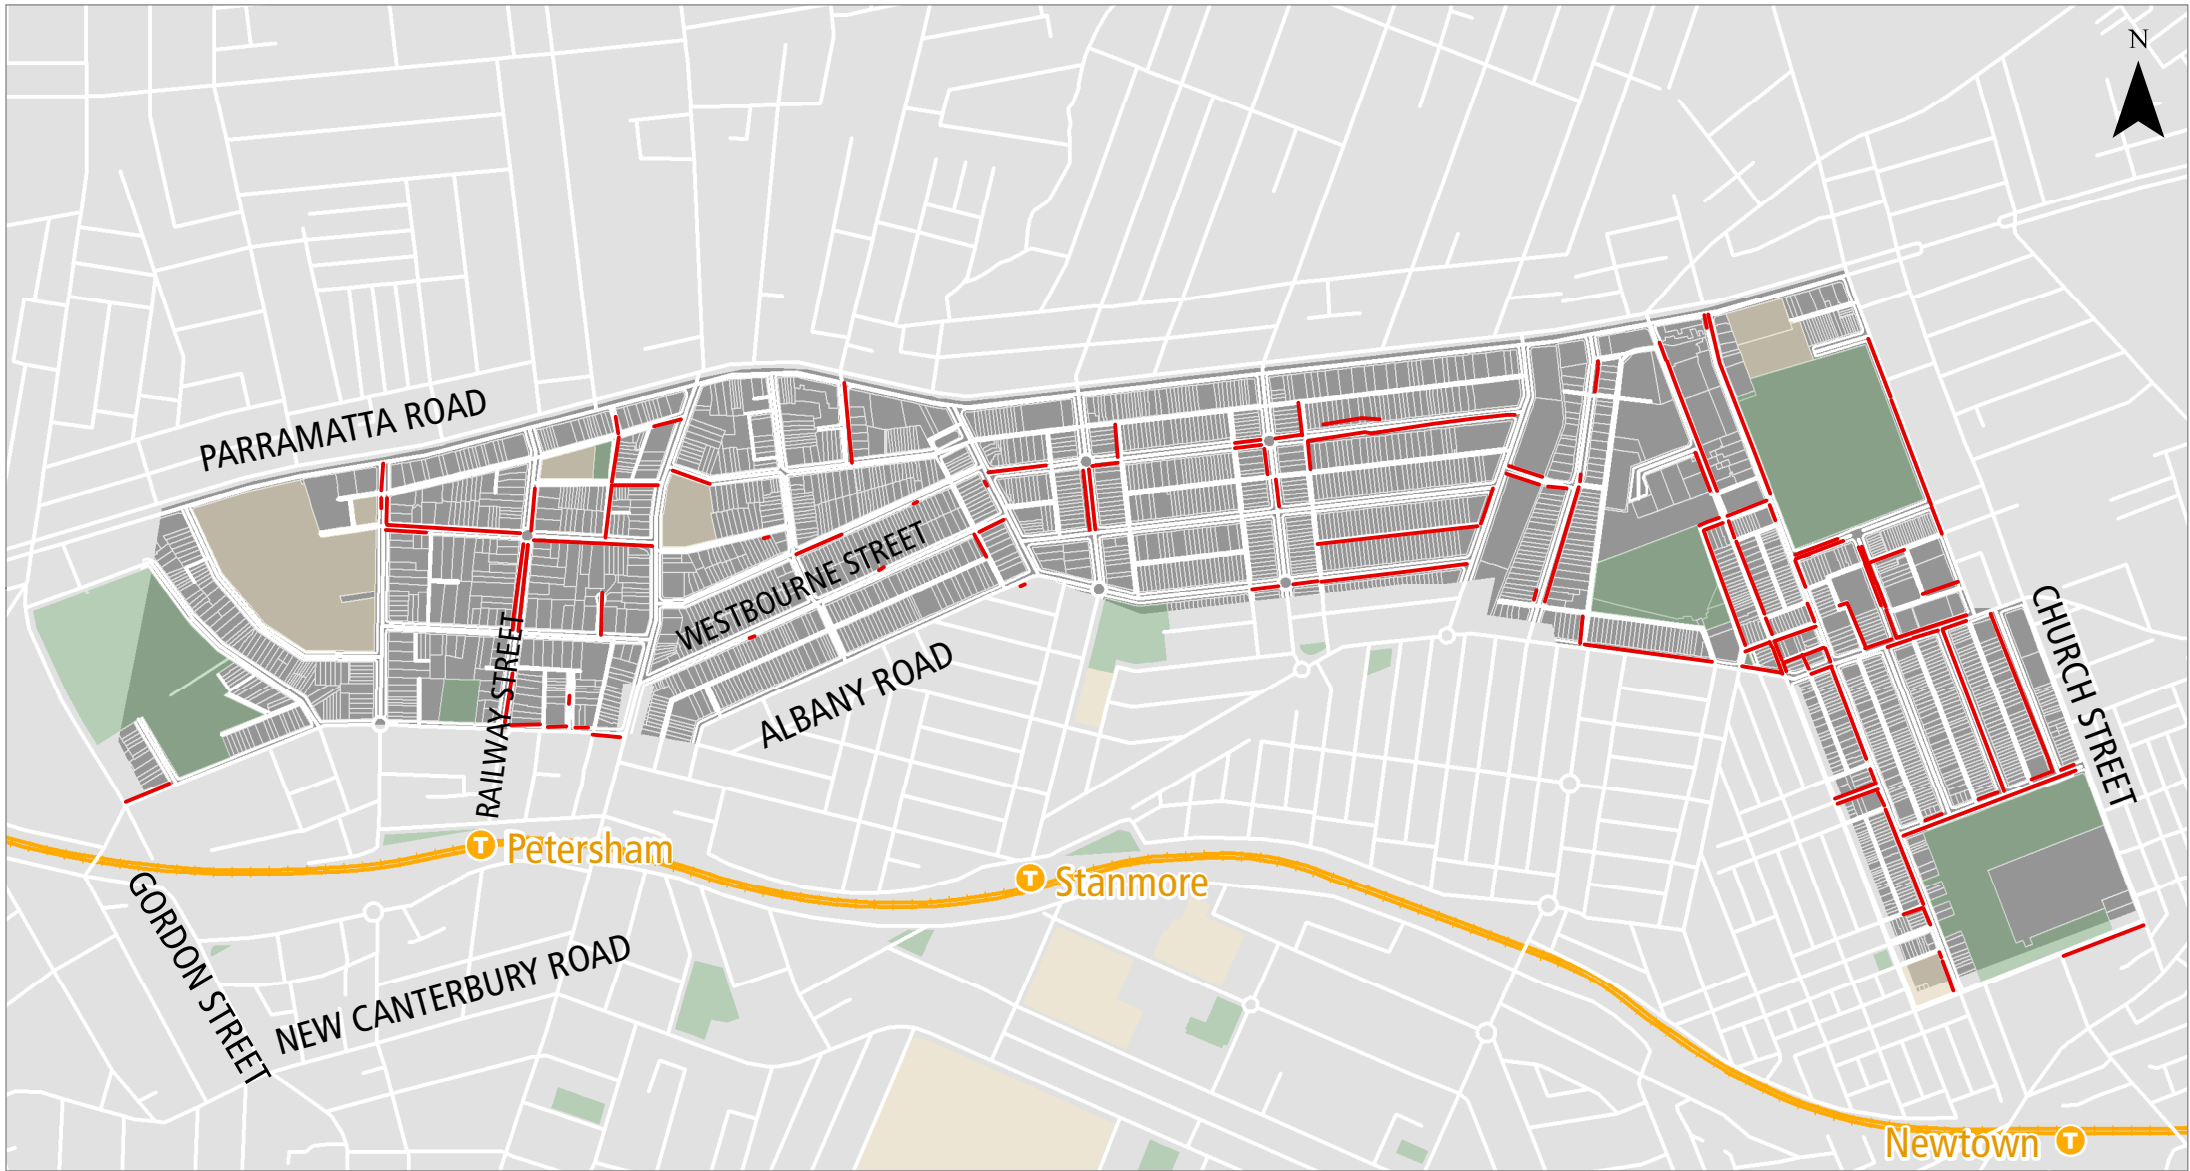 N
PARRAMATTA ROAD
WESTBOURNE STREET
CHURCH STREET
ALBANY ROAD
RAILWAY STREET
T Petersham
T Stanmore
GORDON STREET
NEW CANTERBURY ROAD
Newtown T